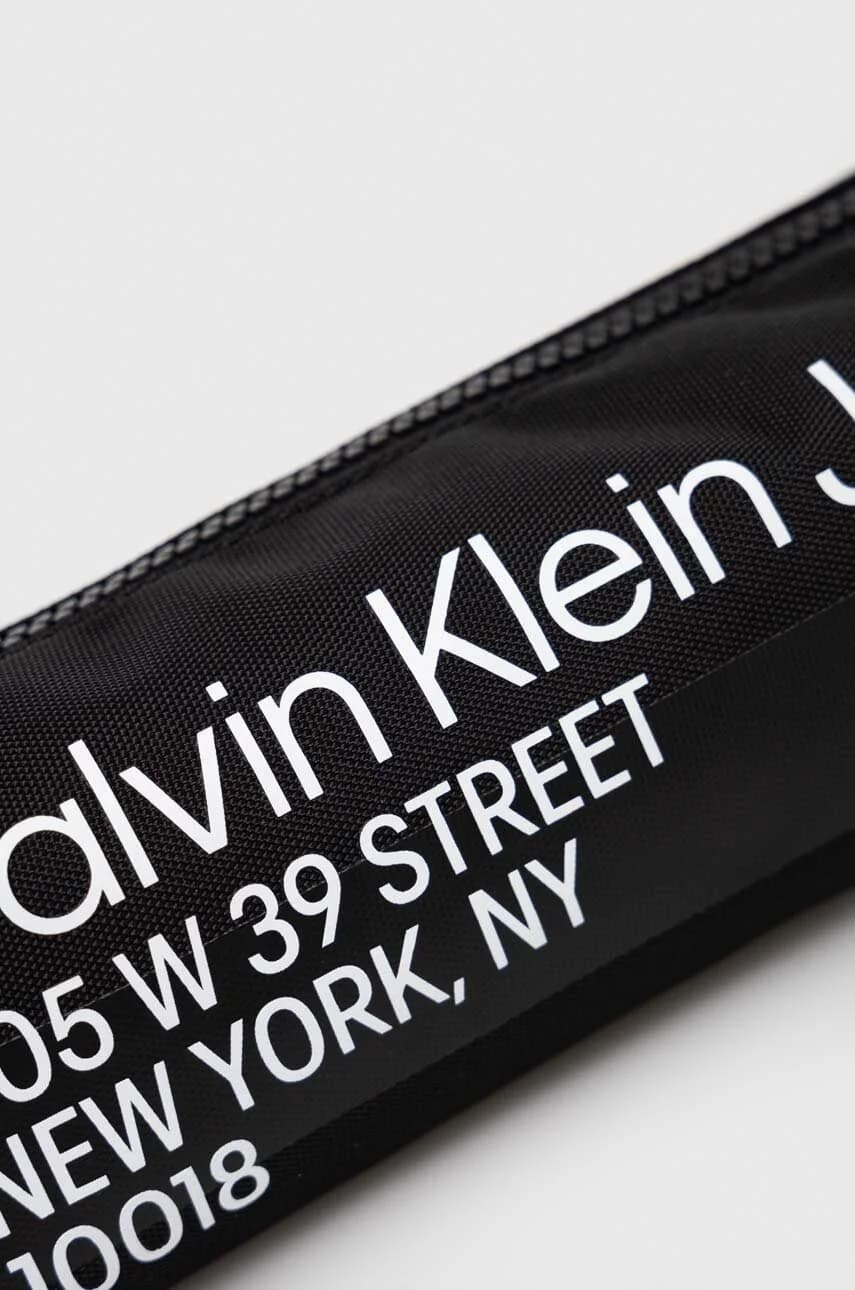 alvin Klein J
05 W 39 STREET
NEW YORK, NY
10018